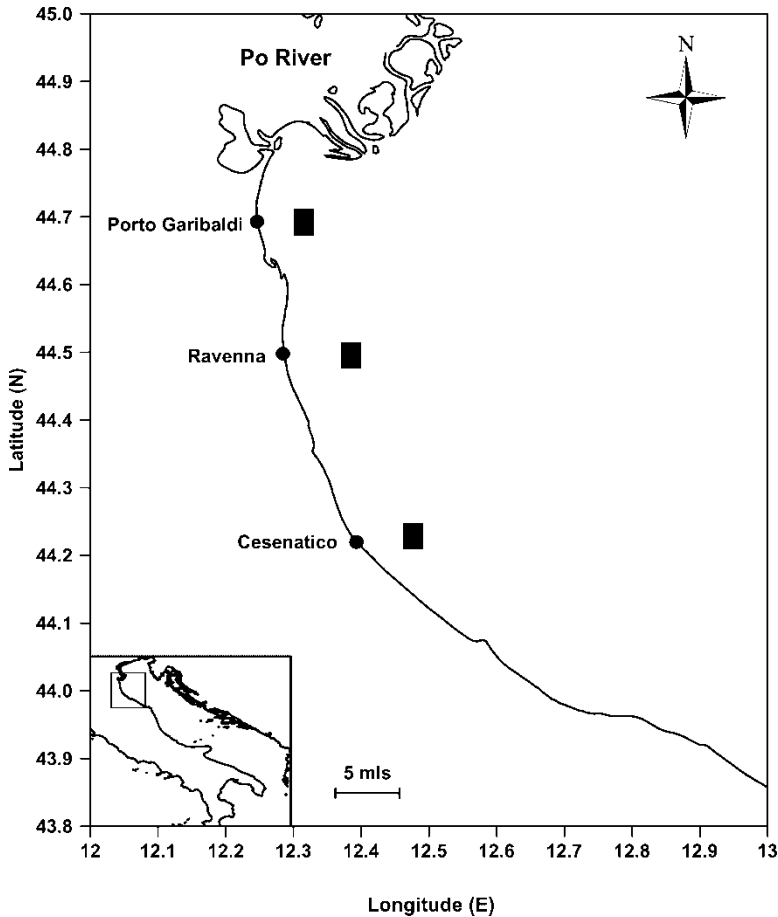 45.0
Po River
N
44.9
44.8
44.7
Porto Garibaldi
44.6
44.5
Ravenna
44.4
44.3
Cesenatico
44.2
44.1
44.0
43.9
5 mls
43.8
12 12.1 12.2 12.3 12.4 12.5 12.6 12.7 12.8 12.9 13
Latitude (N)
Longitude (E)